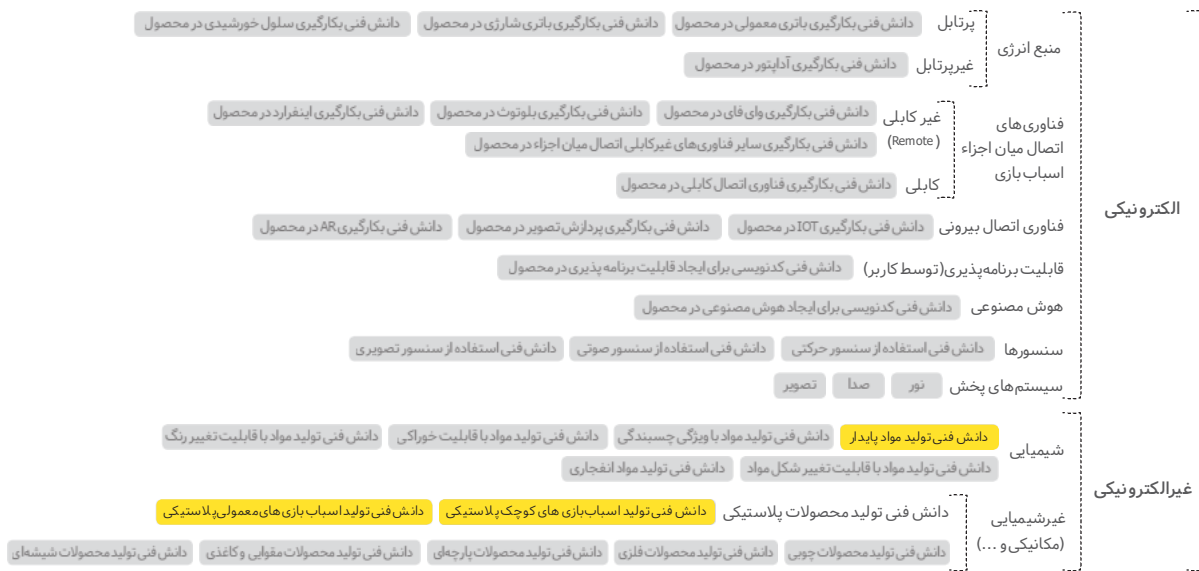 الکترونیکی
منبع انرژی
پرتابل دانش فنی بکارگیری باتری معمولی در محصول دانش فنی بکارگیری باتری شارژی در محصول دانش فنی بکارگیری سلول خورشیدی در محصول
غیرپرتابل دانش فنی بکارگیری آداپتور در محصول
فناوری‌های
اتصال میان اجزاء
اسباب بازی
غیر کابلی دانش فنی بکارگیری وای فای در محصول دانش فنی بکارگیری بلوتوث در محصول دانش فنی بکارگیری اینفرارد در محصول
(Remote) دانش فنی بکارگیری سایر فناوری‌های غیرکابلی اتصال میان اجزاء در محصول
کابلی دانش فنی بکارگیری فناوری اتصال کابلی در محصول
فناوری اتصال بیرونی دانش فنی بکارگیری IOT در محصول دانش فنی بکارگیری پردازش تصویر در محصول دانش فنی بکارگیری AR در محصول
قابلیت برنامه‌پذیری(توسط کاربر) دانش فنی کدنویسی برای ایجاد قابلیت برنامه پذیری در محصول
هوش مصنوعی دانش فنی کدنویسی برای ایجاد هوش مصنوعی در محصول
سنسورها دانش فنی استفاده از سنسور حرکتی دانش فنی استفاده از سنسور صوتی دانش فنی استفاده از سنسور تصویری
سیستم‌های پخش نور صدا تصویر
غیرالکترونیکی
شیمیایی دانش فنی تولید مواد پایدار دانش فنی تولید مواد با ویژگی چسبندگی دانش فنی تولید مواد با قابلیت خوراکی دانش فنی تولید مواد با قابلیت تغییر رنگ
دانش فنی تولید مواد با قابلیت تغییر شکل مواد دانش فنی تولید مواد انفجاری
غیرشیمیایی
(مکانیکی و ...)
دانش فنی تولید محصولات پلاستیکی دانش فنی تولید اسباب‌بازی های کوچک پلاستیکی دانش فنی تولید اسباب بازی های معمولی پلاستیکی
دانش فنی تولید محصولات چوبی دانش فنی تولید محصولات فلزی دانش فنی تولید محصولات پارچه‌ای دانش فنی تولید محصولات مقوایی و کاغذی دانش فنی تولید محصولات شیشه‌ای